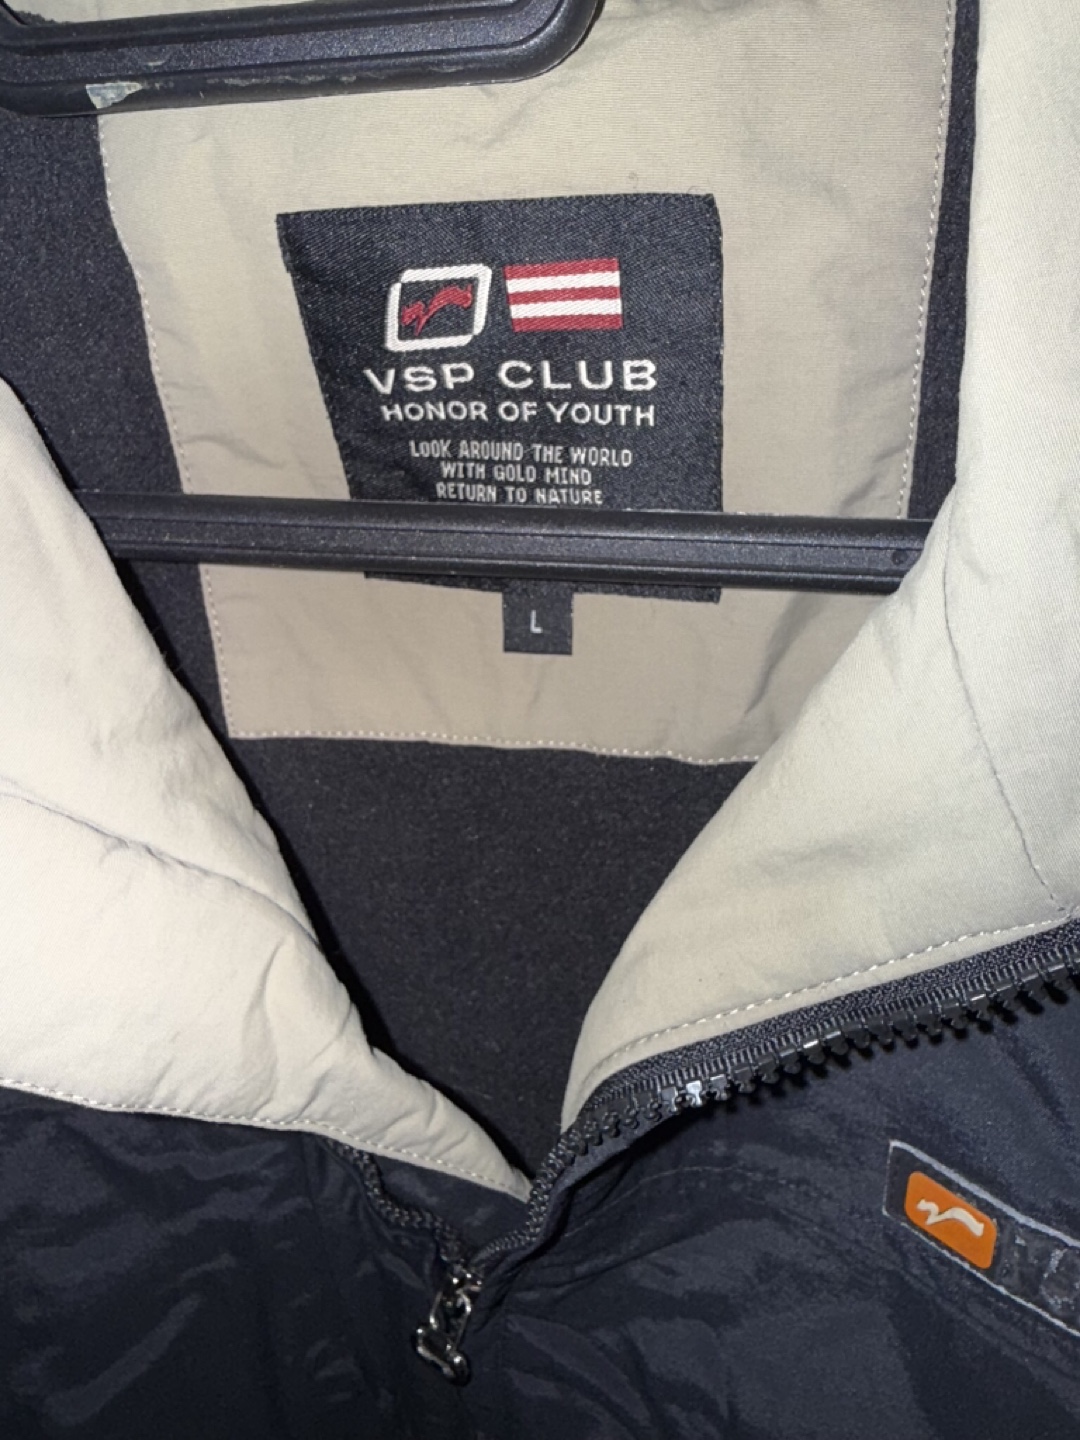 VSP CLUB
HONOR OF YOUTH
LOOK AROUND THE WORLD
WITH GOLD MIND
RETURN TO NATURE
L